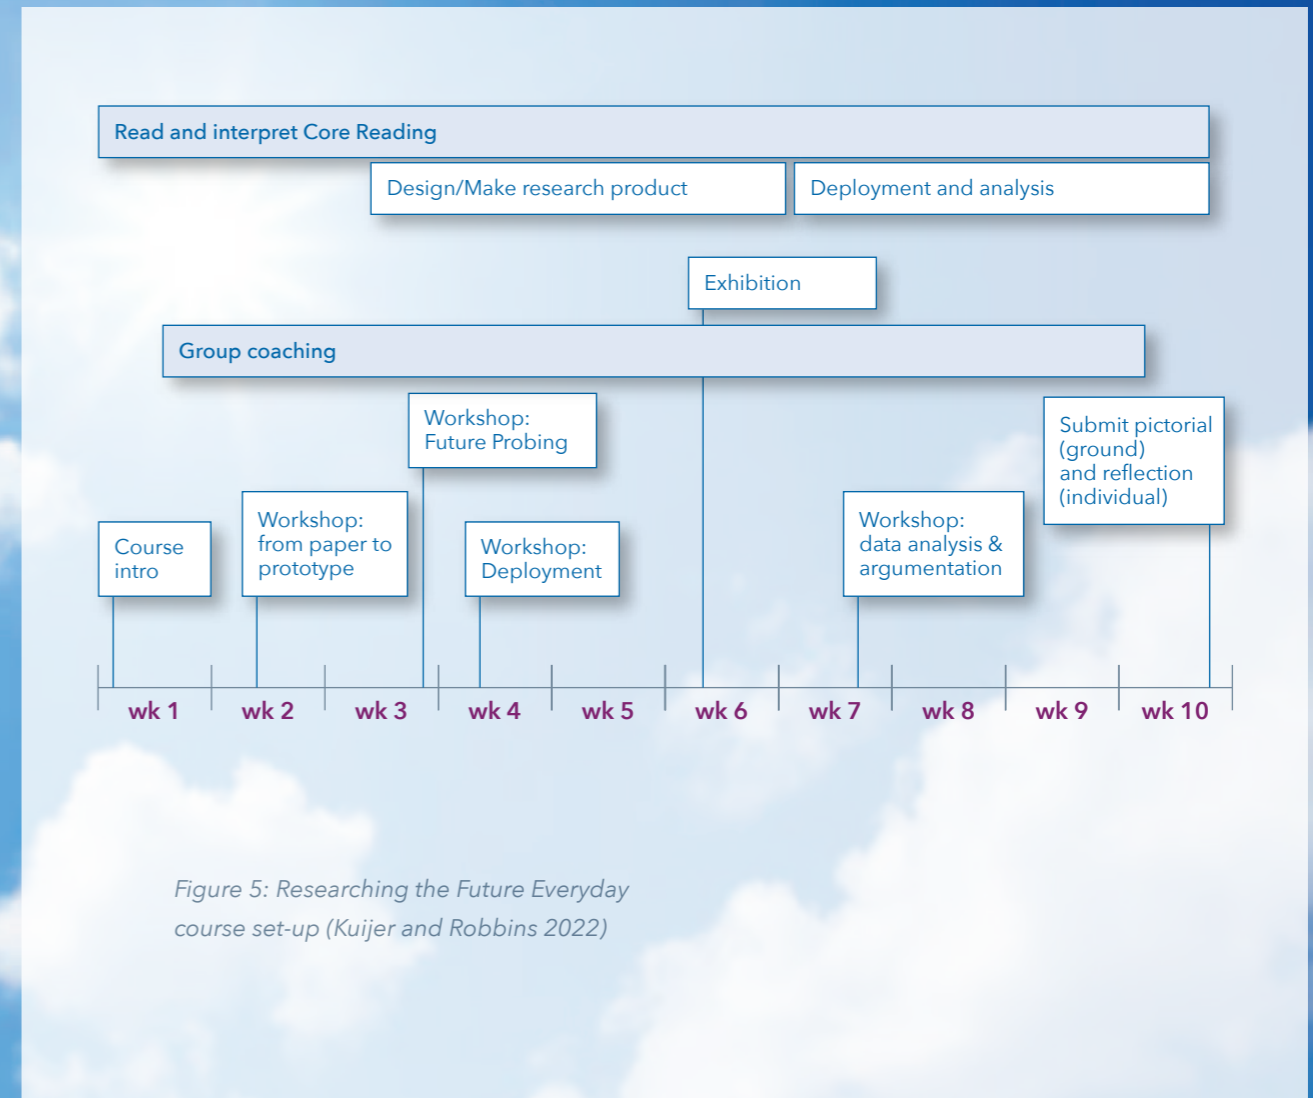 Read and interpret Core Reading
Design/Make research product
Deployment and analysis
Exhibition
Group coaching
Workshop:
Future Probing
Submit pictorial
(ground)
and reflection
(individual)
Course
intro
Workshop:
from paper to
prototype
Workshop:
Deployment
Workshop:
data analysis &
argumentation
wk 1 wk 2 wk 3 wk 4 wk 5 wk 6 wk 7 wk 8 wk 9 wk 10
Figure 5: Researching the Future Everyday
course set-up (Kuijer and Robbins 2022)